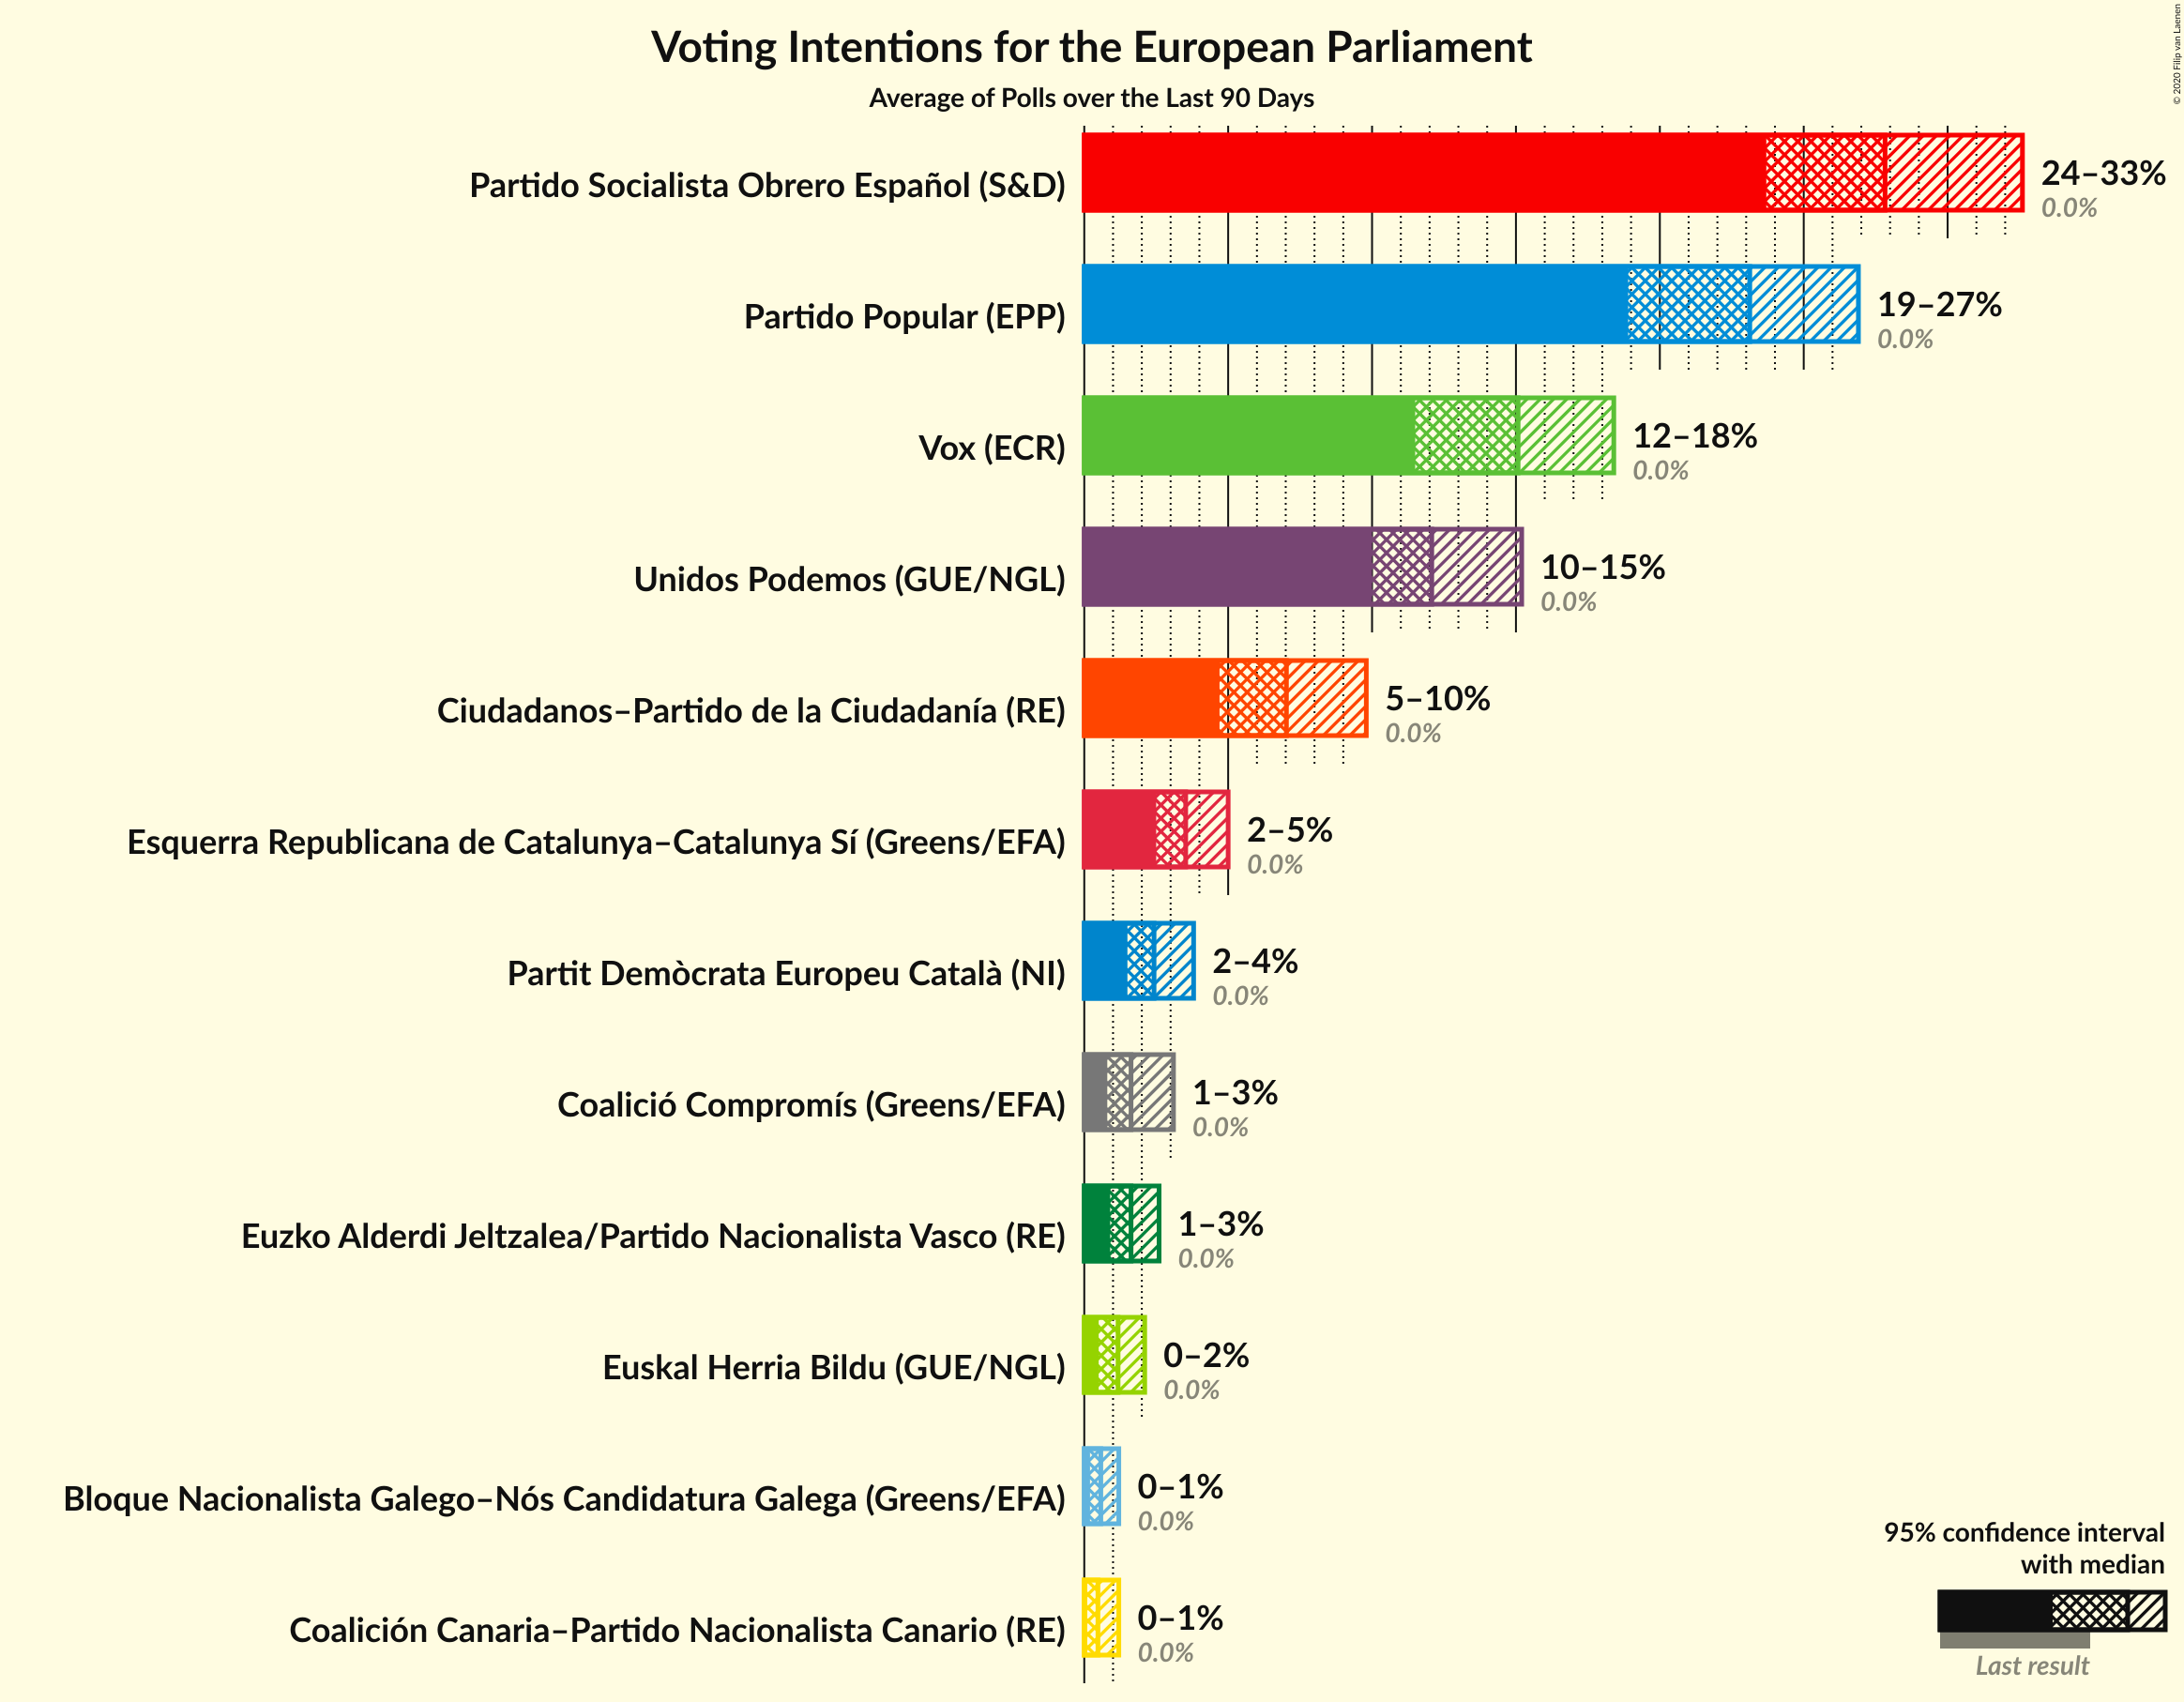 © 2020 Filip van Laenen
Voting Intentions for the European Parliament
Average of Polls over the Last 90 Days
Partido Socialista Obrero Español (S&D)
24–33%
0.0%
Partido Popular (EPP)
19–27%
0.0%
Vox (ECR)
12–18%
0.0%
Unidos Podemos (GUE/NGL)
10–15%
0.0%
Ciudadanos–Partido de la Ciudadanía (RE)
5–10%
0.0%
Esquerra Republicana de Catalunya–Catalunya Sí (Greens/EFA)
2–5%
0.0%
Partit Demòcrata Europeu Català (NI)
2–4%
0.0%
Coalició Compromís (Greens/EFA)
1–3%
0.0%
Euzko Alderdi Jeltzalea/Partido Nacionalista Vasco (RE)
1–3%
0.0%
Euskal Herria Bildu (GUE/NGL)
0–2%
0.0%
Bloque Nacionalista Galego–Nós Candidatura Galega (Greens/EFA)
0–1%
0.0%
Coalición Canaria–Partido Nacionalista Canario (RE)
0–1%
0.0%
95% confidence interval
with median
Last result